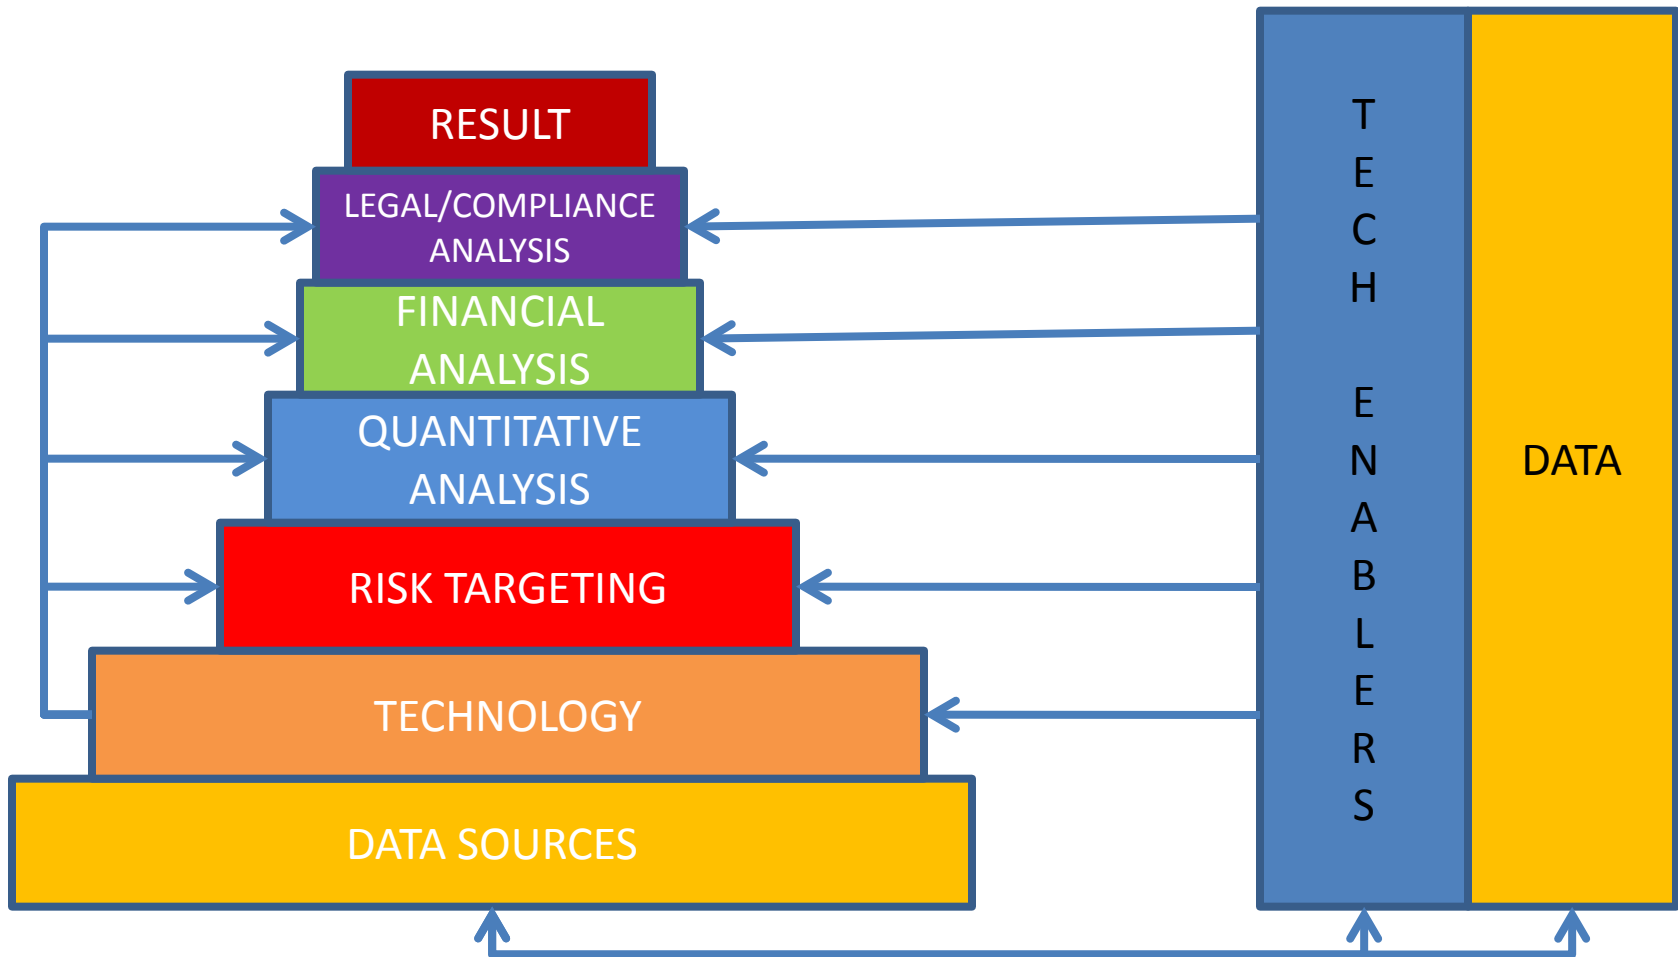 RESULT
LEGAL/COMPLIANCE
ANALYSIS
FINANCIAL
ANALYSIS
QUANTITATIVE
ANALYSIS
RISK TARGETING
TECHNOLOGY
DATA SOURCES
T
E
C
H
E
N
A
B
L
E
R
S
DATA